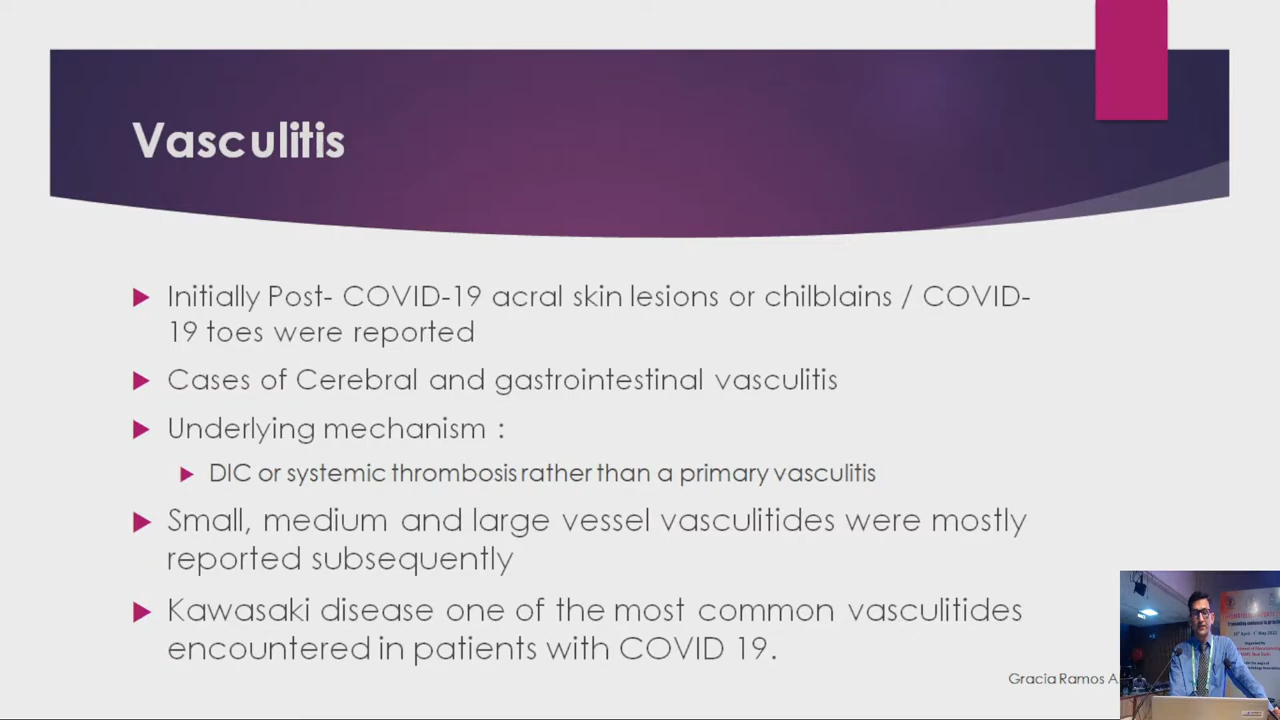 Vasculitis
Initially Post- COVID-19 acral skin lesions or chilblains / COVID-
19 toes were reported
Cases of Cerebral and gastrointestinal vasculitis
Underlying mechanism :
DIC or systemic thrombosis rather than a primary vasculitis
Small, medium and large vessel vasculitides were mostly
reported subsequently
Kawasaki disease one of the most common vasculitides
encountered in patients with COVID 19.
Gracia Ramos A